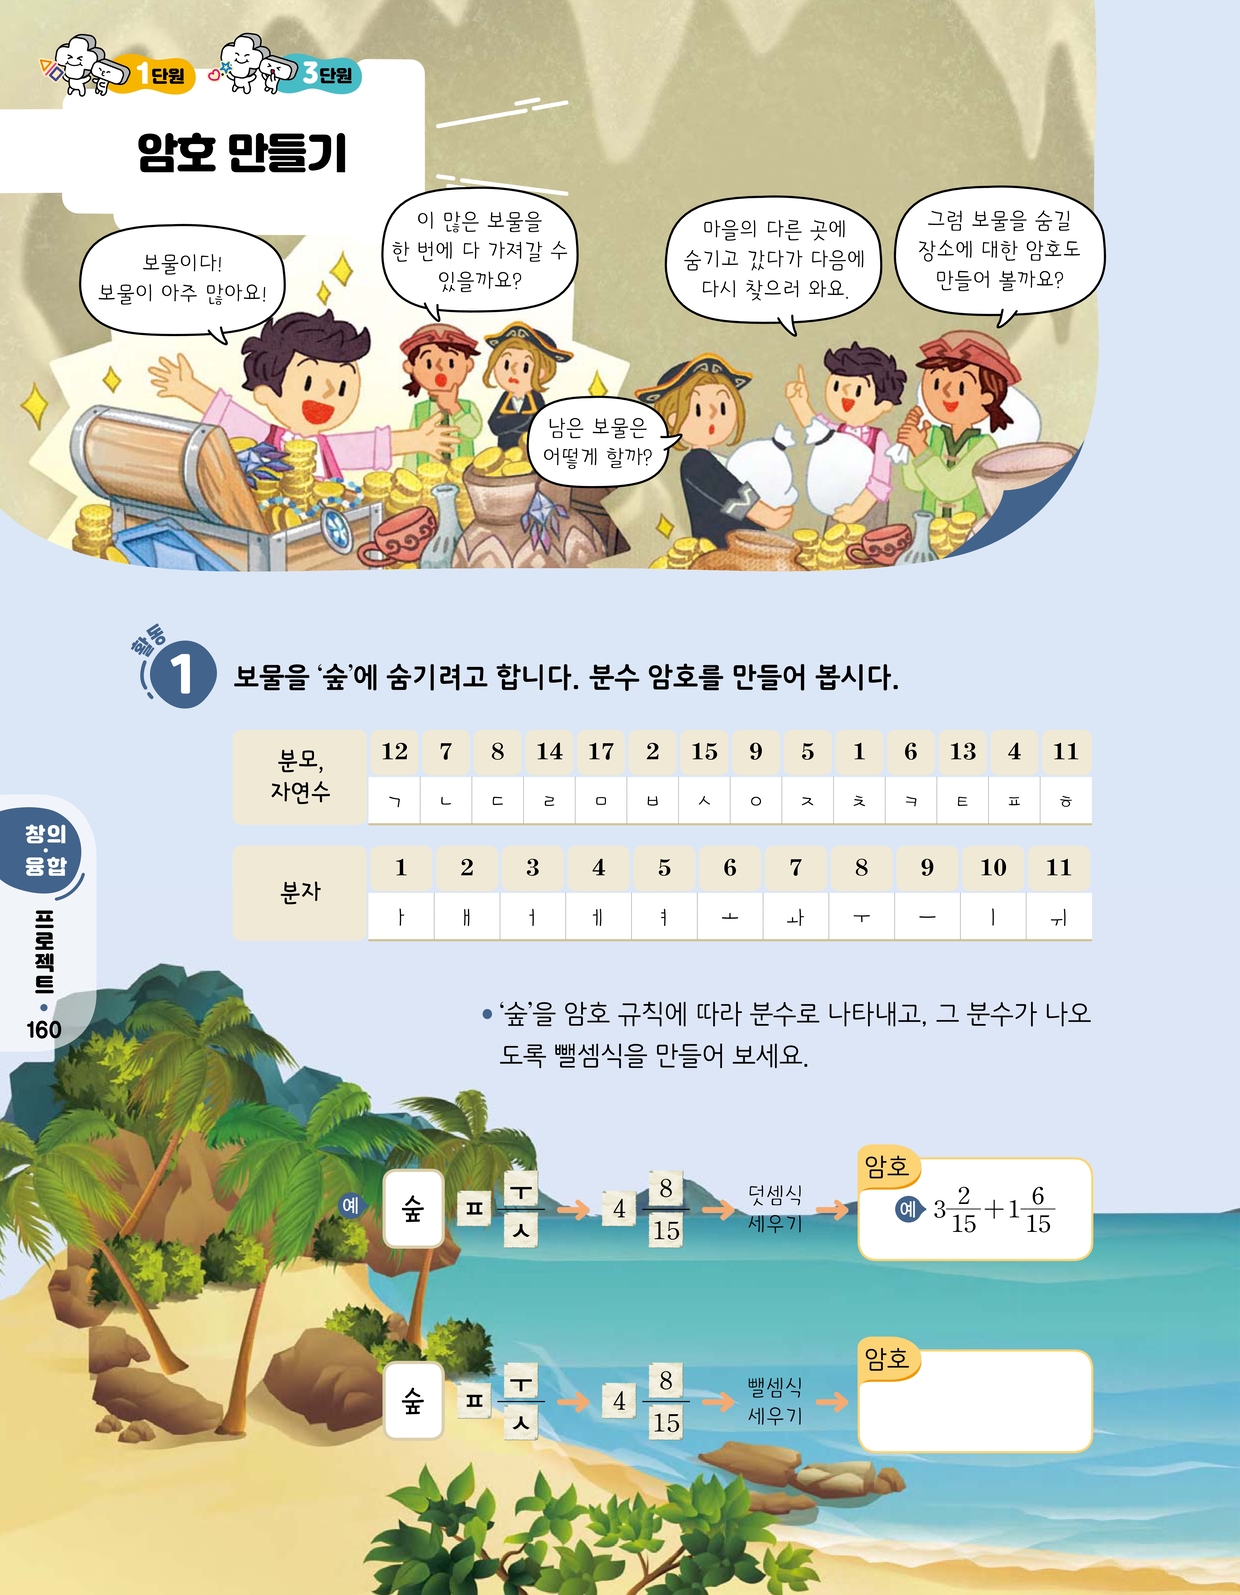 1단원
3단원
암호 만들기
보물이다!
보물이 아주 많아요!
이 많은 보물을
한 번에 다 가져갈 수
있을까요?
남은 보물은
어떻게 할까?
마을의 다른 곳에
숨기고 갔다가 다음에
다시 찾으러 와요.
그럼 보물을 숨길
장소에 대한 암호도
만들어 볼까요?
활동
1 보물을 ‘숲’에 숨기려고 합니다. 분수 암호를 만들어 봅시다.
분모, 자연수 12 7 8 14 17 2 15 9 5 1 6 13 4 11
ㄱ ㄴ ㄷ ㄹ ㅁ ㅂ ㅅ ㅇ ㅈ ㅊ ㅋ ㅌ ㅍ ㅎ
분자 1 2 3 4 5 6 7 8 9 10 11
ㅏ ㅐ ㅓ ㅔ ㅕ ㅗ ㅘ ㅜ ㅡ ㅣ ㅟ
창의
융합
프로젝트
160
• ‘숲’을 암호 규칙에 따라 분수로 나타내고, 그 분수가 나오
도록 뺄셈식을 만들어 보세요.
예 숲 ㅍ ㅜ/ㅅ → 4 8/15 → 덧셈식 세우기 → 암호 예 3 2/15 + 1 6/15
숲 ㅍ ㅜ/ㅅ → 4 8/15 → 뺄셈식 세우기 → 암호